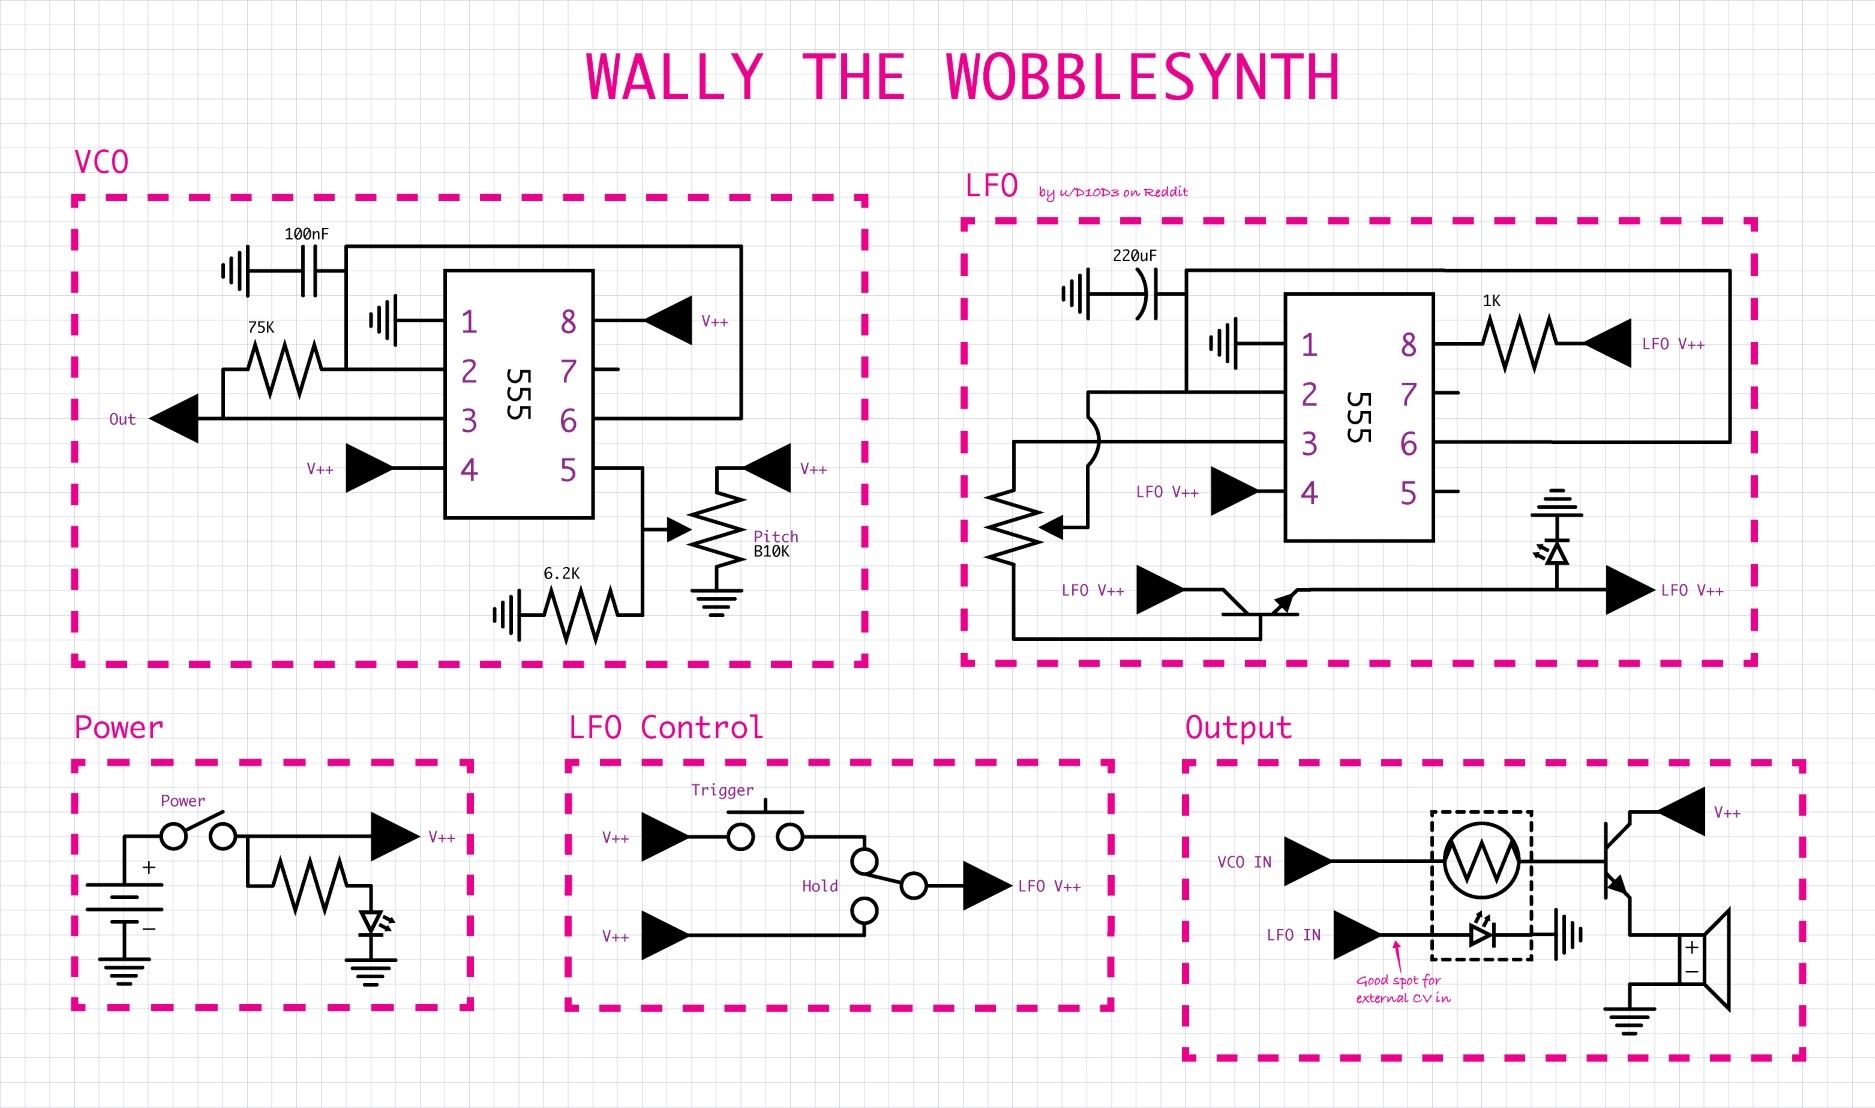 WALLY THE WOBBLESYNTH
VCO
100nF
75K
1
2
3
4
8
7
6
5
555
V++
Out
V++
V++
Pitch
B10K
6.2K
LFO
by u/D10D3 on Reddit
220uF
1K
1
2
3
4
8
7
6
5
555
LFO V++
LFO V++
LFO V++
LFO V++
Power
Power
V++
+
−
LFO Control
Trigger
V++
Hold
LFO V++
V++
Output
V++
VCO IN
LFO IN
+
−
Good spot for
external CV in